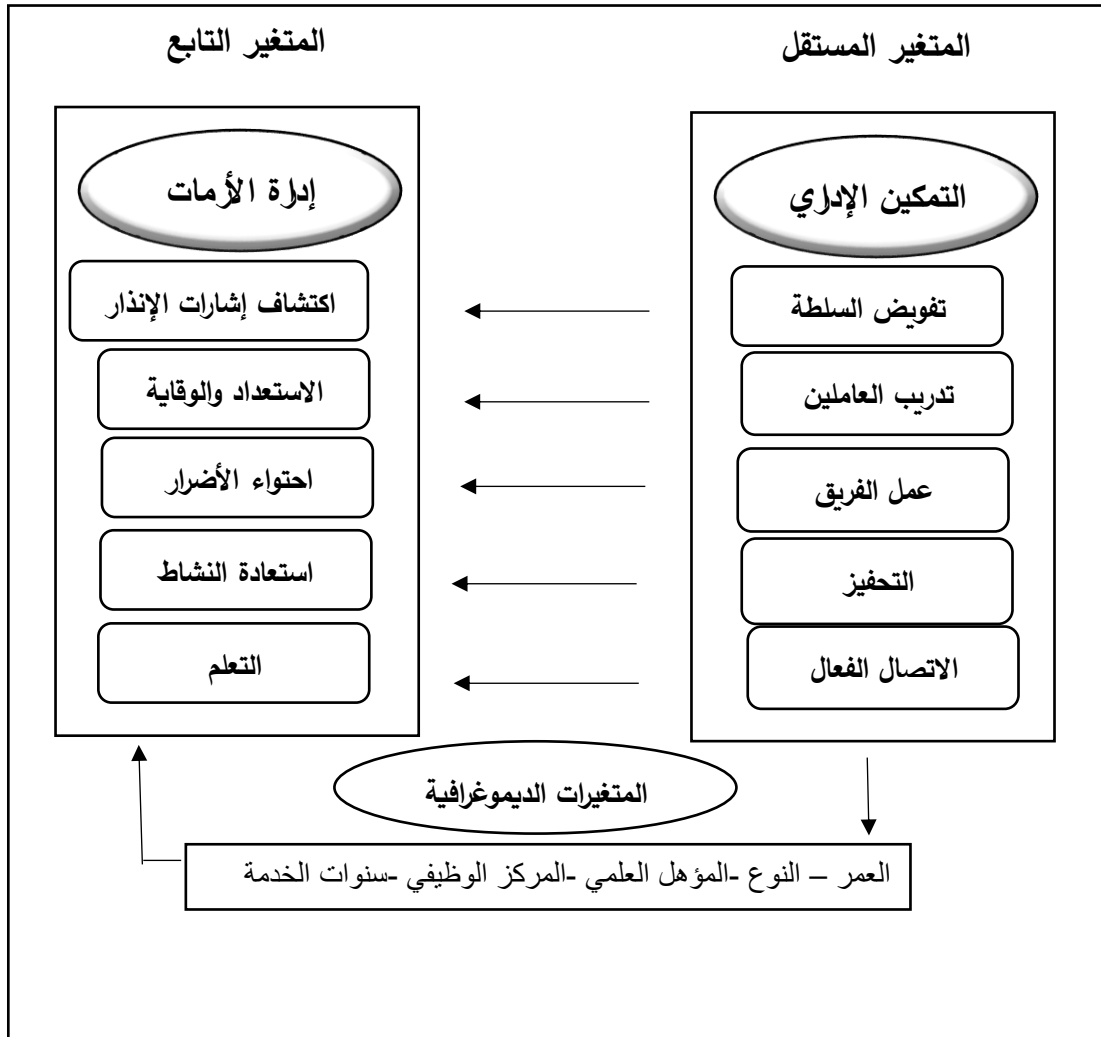 المتغير المستقل
المتغير التابع
التمكين الإداري
إدارة الأزمات
تفويض السلطة
اكتشاف إشارات الإنذار
تدريب العاملين
الاستعداد والوقاية
عمل الفريق
احتواء الأضرار
التحفيز
استعادة النشاط
الاتصال الفعال
التعلم
المتغيرات الديموغرافية
العمر – النوع -المؤهل العلمي -المركز الوظيفي -سنوات الخدمة